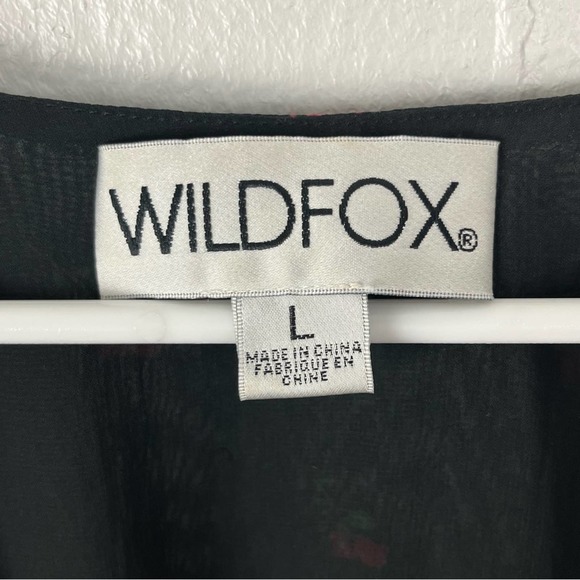 WILDFOX®
L
MADE IN CHINA
FABRIQUE EN
CHINE